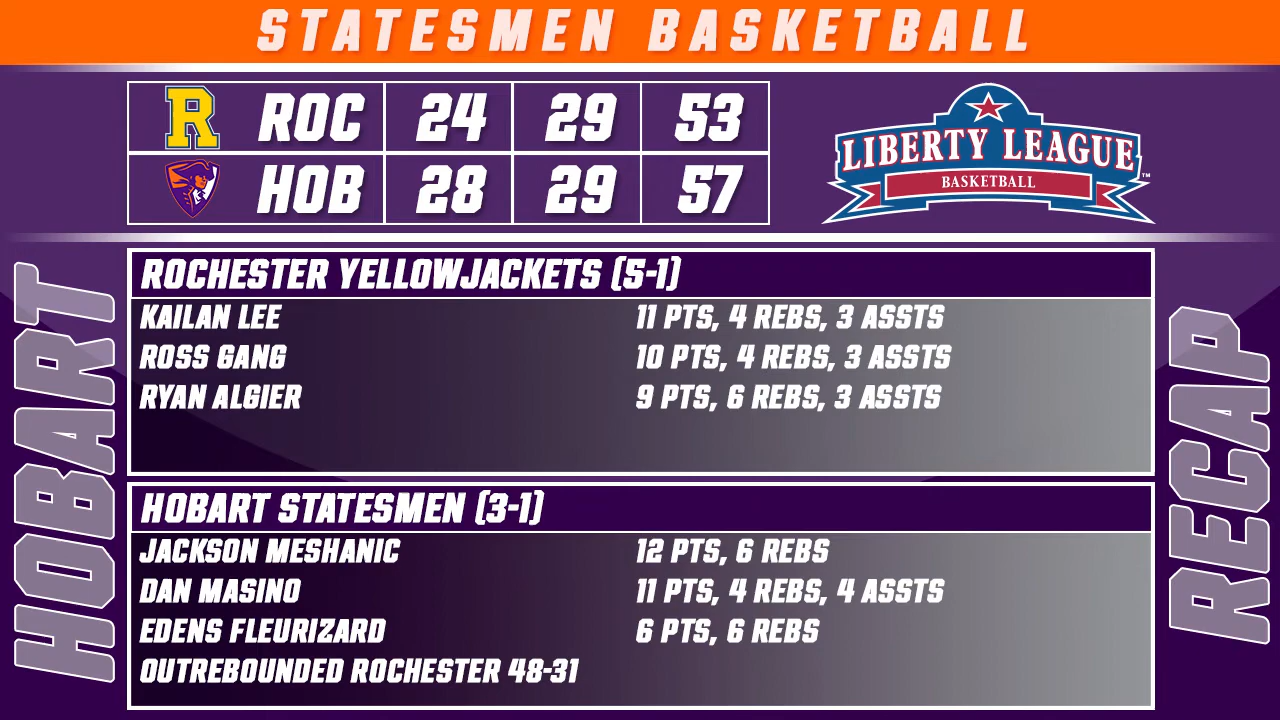 STATESMEN BASKETBALL
R ROC 24 29 53
HOB 28 29 57
LIBERTY LEAGUE™
BASKETBALL
HOBART
RECAP
ROCHESTER YELLOWJACKETS (5-1)
KAILAN LEE 11 PTS, 4 REBS, 3 ASSTS
ROSS GANG 10 PTS, 4 REBS, 3 ASSTS
RYAN ALGIER 9 PTS, 6 REBS, 3 ASSTS
HOBART STATESMEN (3-1)
JACKSON MESHANIC 12 PTS, 6 REBS
DAN MASINO 11 PTS, 4 REBS, 4 ASSTS
EDENS FLEURIZARD 6 PTS, 6 REBS
OUTREBOUNDED ROCHESTER 48-31